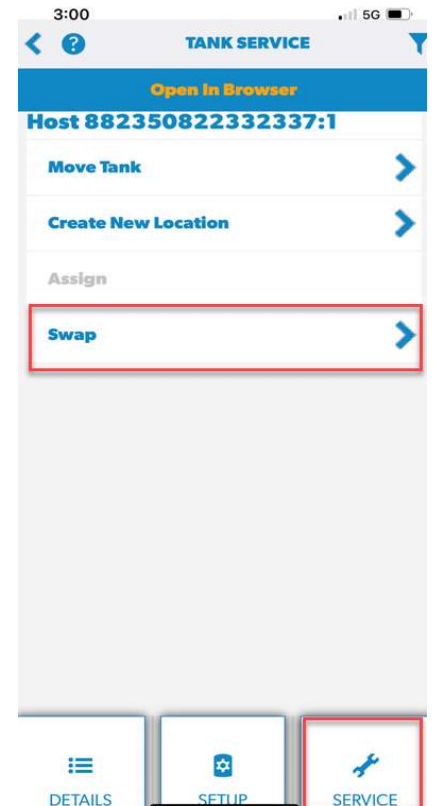 3:00 5G
? TANK SERVICE
Open In Browser
Host 882350822332337:1
Move Tank
Create New Location
Assign
Swap
DETAILS SETUP SERVICE